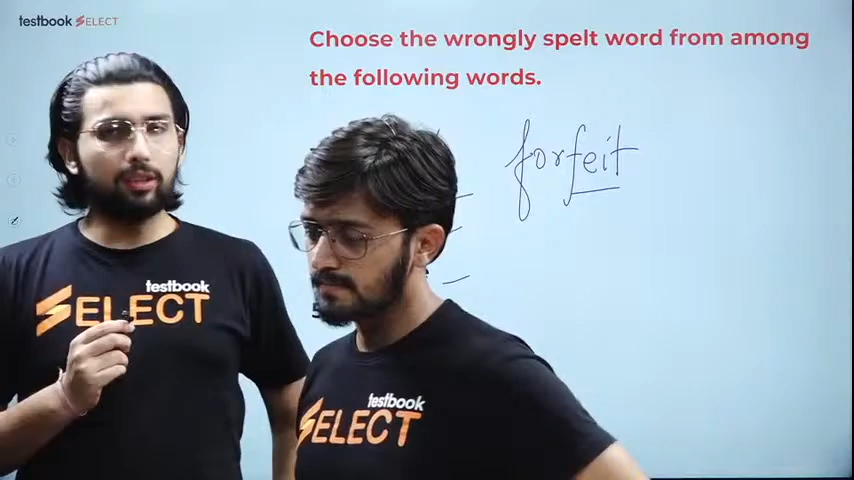 testbook SELECT
Choose the wrongly spelt word from among
the following words.
forfeit
testbook
SELECT
testbook
SELECT